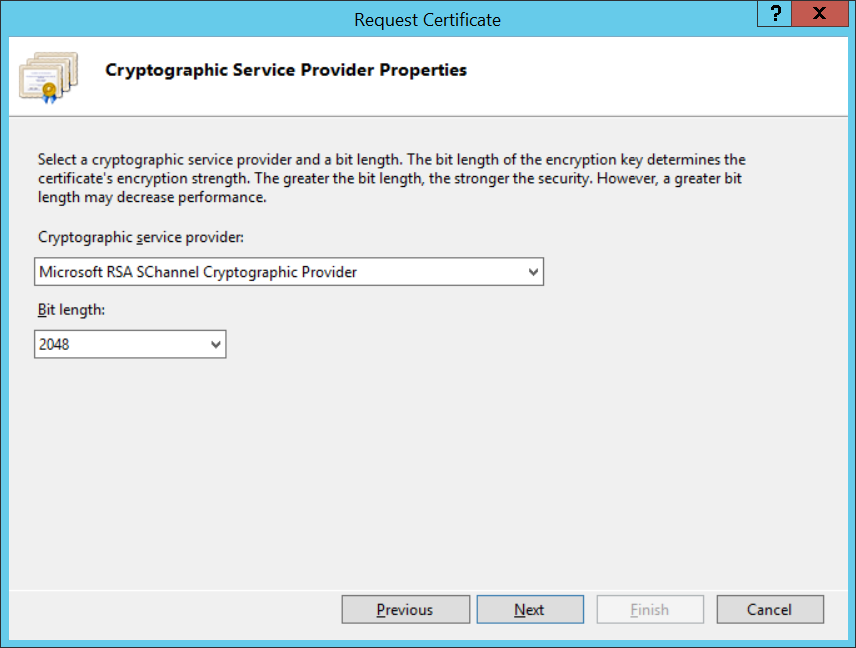 Request Certificate
?
x
Cryptographic Service Provider Properties
Select a cryptographic service provider and a bit length. The bit length of the encryption key determines the
certificate's encryption strength. The greater the bit length, the stronger the security. However, a greater bit
length may decrease performance.
Cryptographic service provider:
Microsoft RSA SChannel Cryptographic Provider
Bit length:
2048
Previous Next Finish Cancel